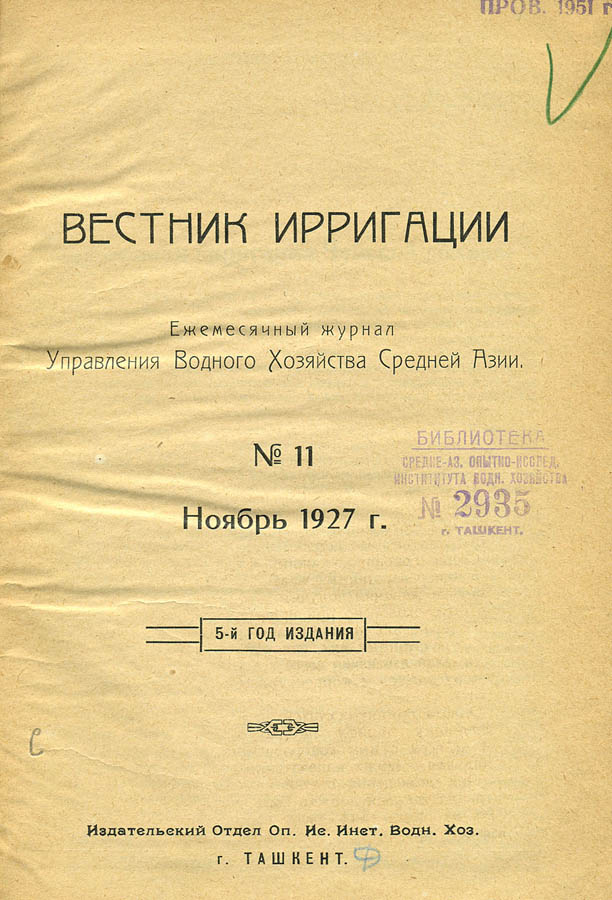 ПРОВ. 1951 г
ВЕСТНИК ИРРИГАЦИИ
Ежемесячный журнал
Управления Водного Хозяйства Средней Азии.
№ 11
БИБЛИОТЕКА
СРЕДНЕ-АЗ. ОПЫТНО-ИССЛЕД.
ИНСТИТУТА ВОДН. ХОЗЯЙСТВА
№ 2935
г. ТАШКЕНТ.
Ноябрь 1927 г.
5-й ГОД ИЗДАНИЯ
С
Издательский Отдел Оп. Ис. Инст. Водн. Хоз.
г. ТАШКЕНТ. Ф